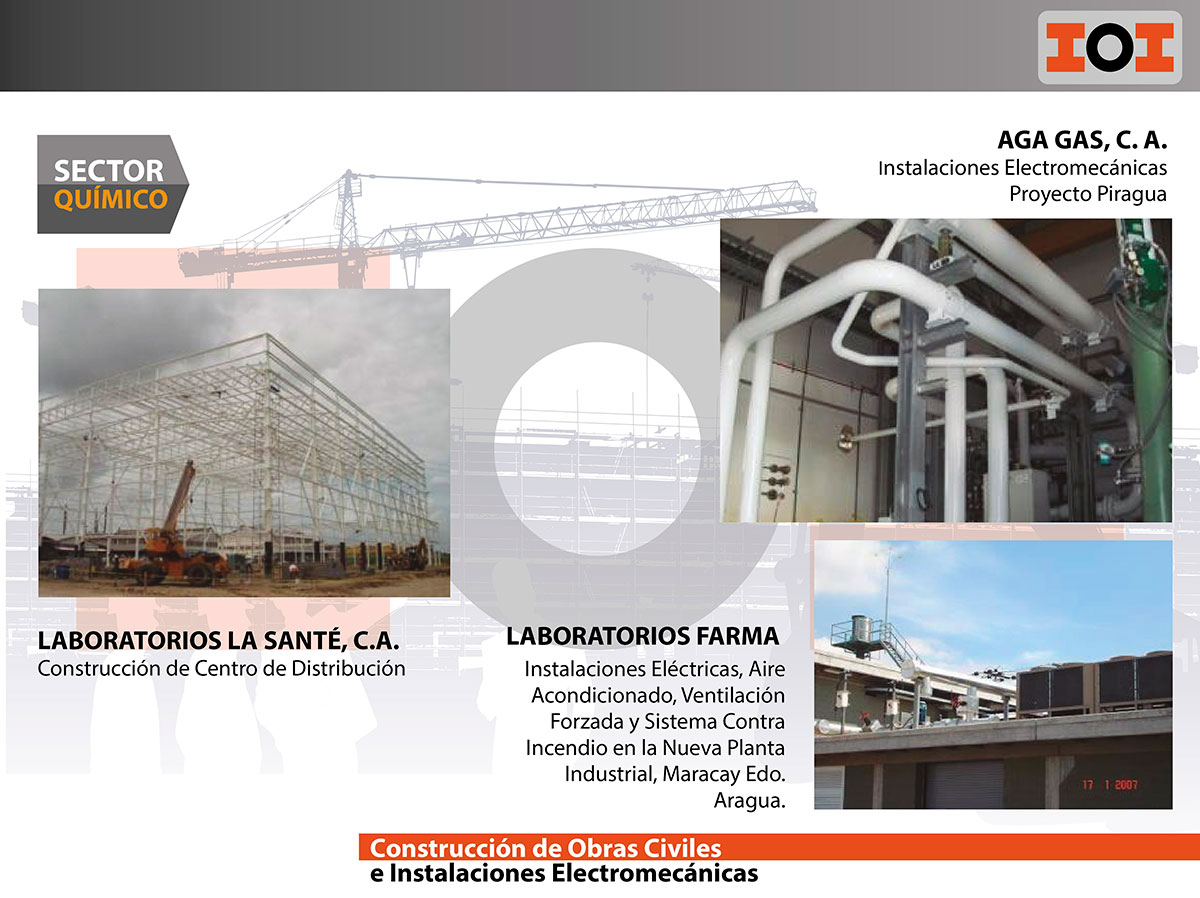 IOI
SECTOR
QUÍMICO
AGA GAS, C. A.
Instalaciones Electromecánicas
Proyecto Piragua
LABORATORIOS LA SANTÉ, C.A.
Construcción de Centro de Distribución
LABORATORIOS FARMA
Instalaciones Eléctricas, Aire
Acondicionado, Ventilación
Forzada y Sistema Contra
Incendio en la Nueva Planta
Industrial, Maracay Edo.
Aragua.
17 1 2007
Construcción de Obras Civiles
e Instalaciones Electromecánicas